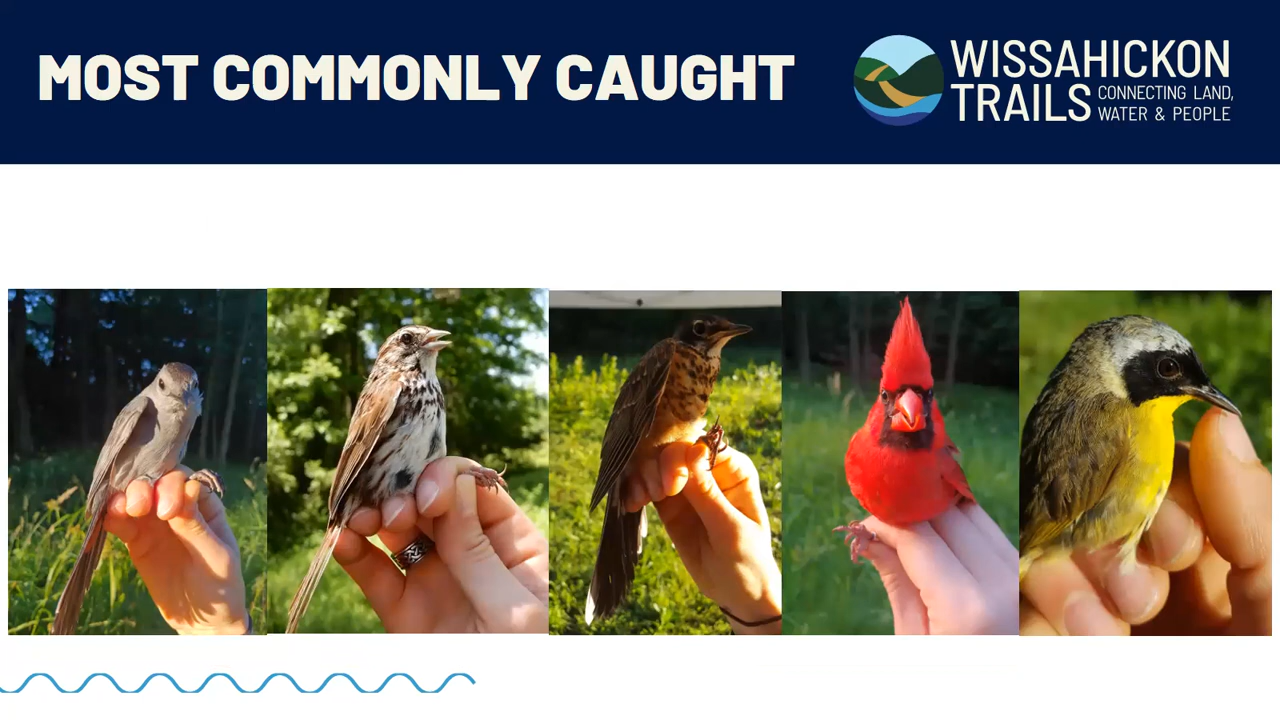 MOST COMMONLY CAUGHT
WISSAHICKON
TRAILS
CONNECTING LAND,
WATER & PEOPLE